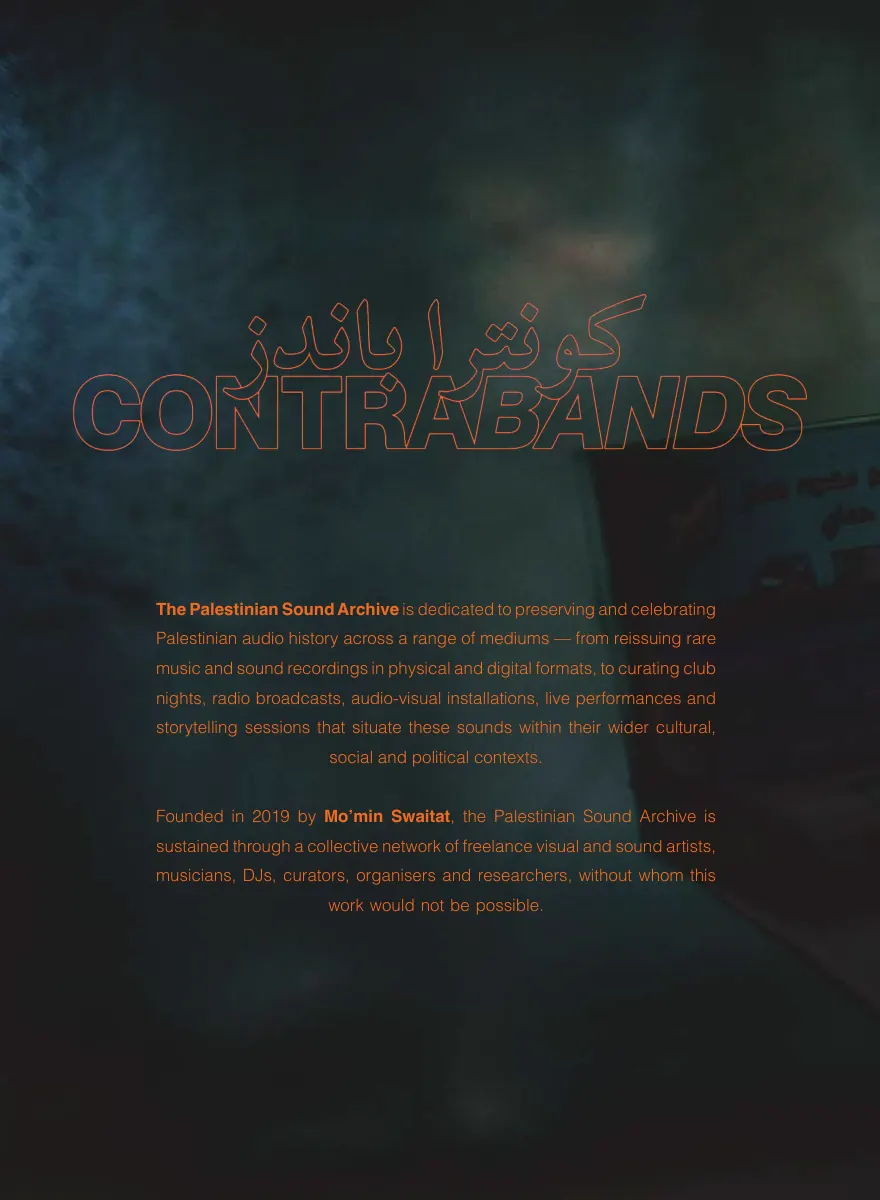 كونترا باندز
CONTRABANDS
The Palestinian Sound Archive is dedicated to preserving and celebrating
Palestinian audio history across a range of mediums — from reissuing rare
music and sound recordings in physical and digital formats, to curating club
nights, radio broadcasts, audio-visual installations, live performances and
storytelling sessions that situate these sounds within their wider cultural,
social and political contexts.
Founded in 2019 by Mo’min Swaitat, the Palestinian Sound Archive is
sustained through a collective network of freelance visual and sound artists,
musicians, DJs, curators, organisers and researchers, without whom this
work would not be possible.